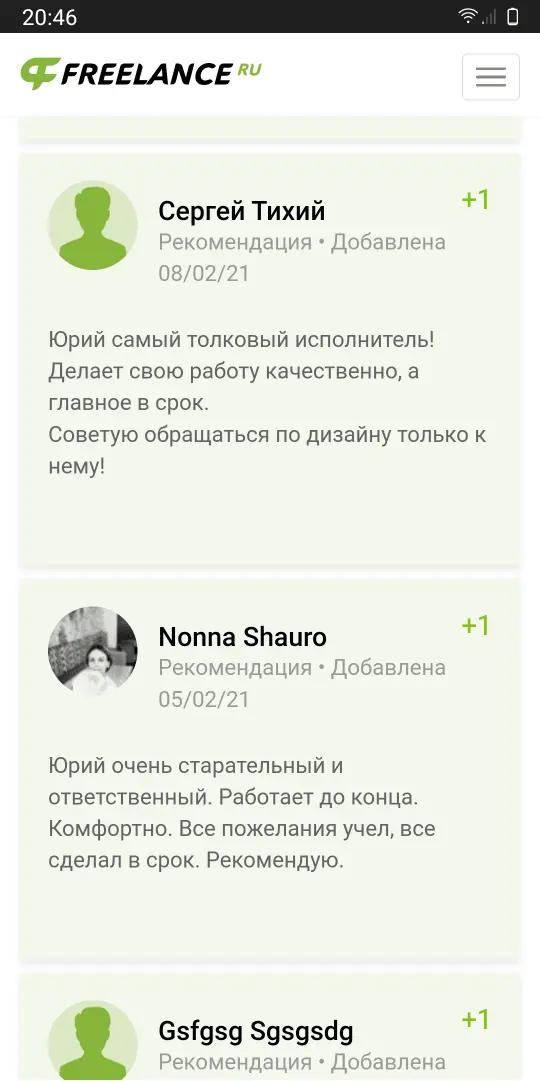 20:46
FREELANCE RU
Сергей Тихий
+1
Рекомендация • Добавлена
08/02/21
Юрий самый толковый исполнитель!
Делает свою работу качественно, а
главное в срок.
Советую обращаться по дизайну только к
нему!
Nonna Shauro
+1
Рекомендация • Добавлена
05/02/21
Юрий очень старательный и
ответственный. Работает до конца.
Комфортно. Все пожелания учел, все
сделал в срок. Рекомендую.
Gsfgsg Sgsgsdg
+1
Рекомендация • Добавлена